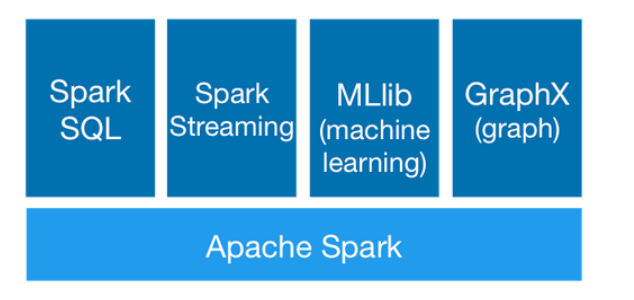 Spark
SQL
Spark
Streaming
MLlib
(machine
learning)
GraphX
(graph)
Apache Spark